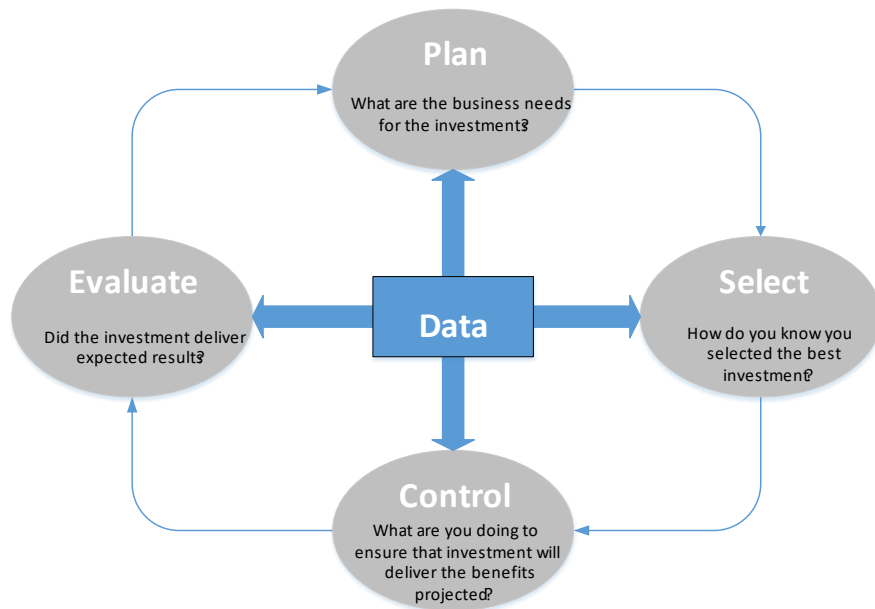 Plan
What are the business needs
for the investments?
Evaluate
Did the investment deliver
expected results?
Data
Select
How do you know you
selected the best
investment?
Control
What are you doing to
ensure that investment will
deliver the benefits
projected?